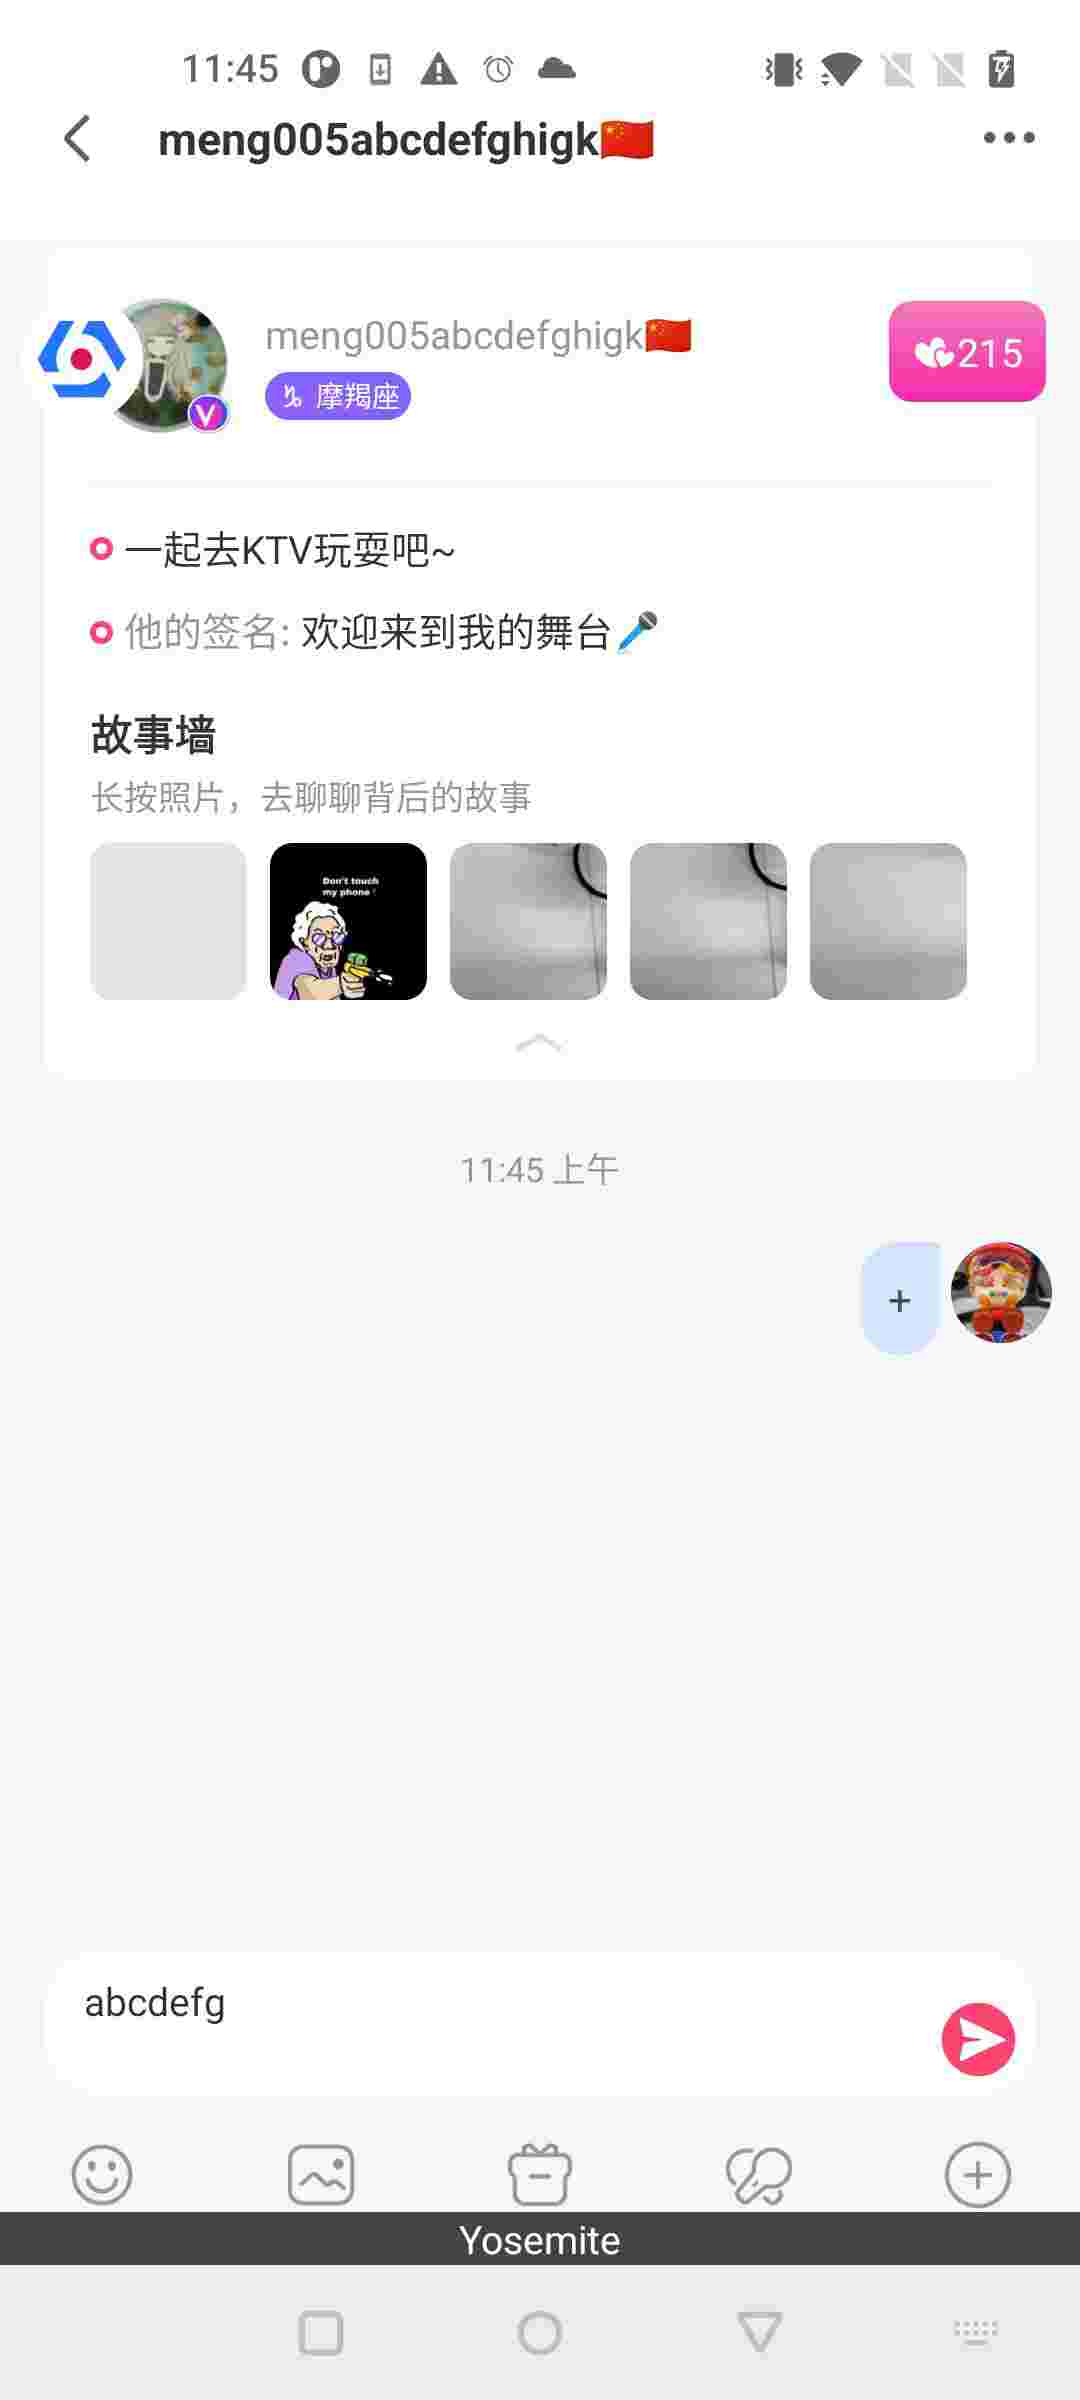 11:45
meng005abcdefghigk🇨🇳
meng005abcdefghigk🇨🇳
215
V
♑ 摩羯座
一起去KTV玩耍吧~
他的签名: 欢迎来到我的舞台🎤
故事墙
长按照片，去聊聊背后的故事
Don't touch
my phone !
11:45 上午
+
abcdefg
Yosemite